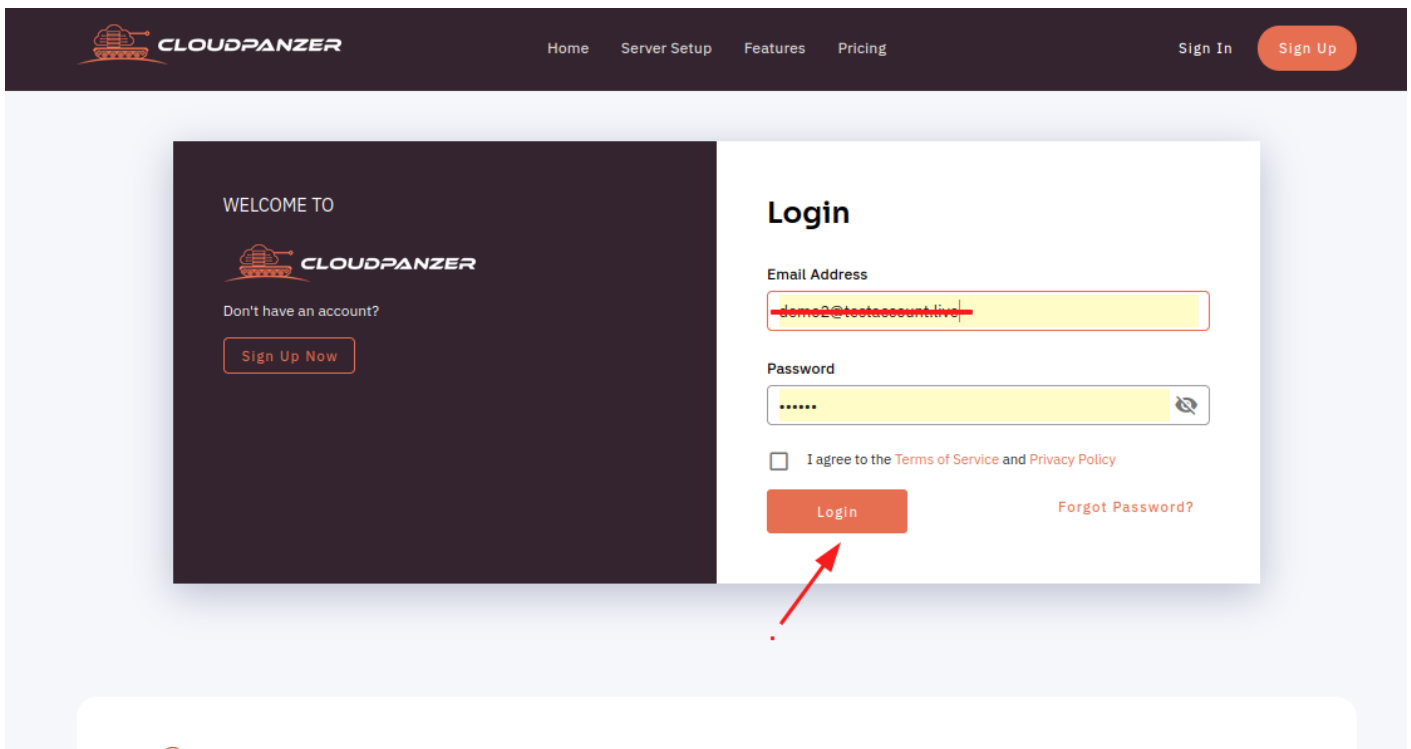 CLOUDPANZER
Home Server Setup Features Pricing Sign In Sign Up
WELCOME TO
CLOUDPANZER
Don't have an account?
Sign Up Now
Login
Email Address
Password
••••••
I agree to the Terms of Service and Privacy Policy
Login Forgot Password?